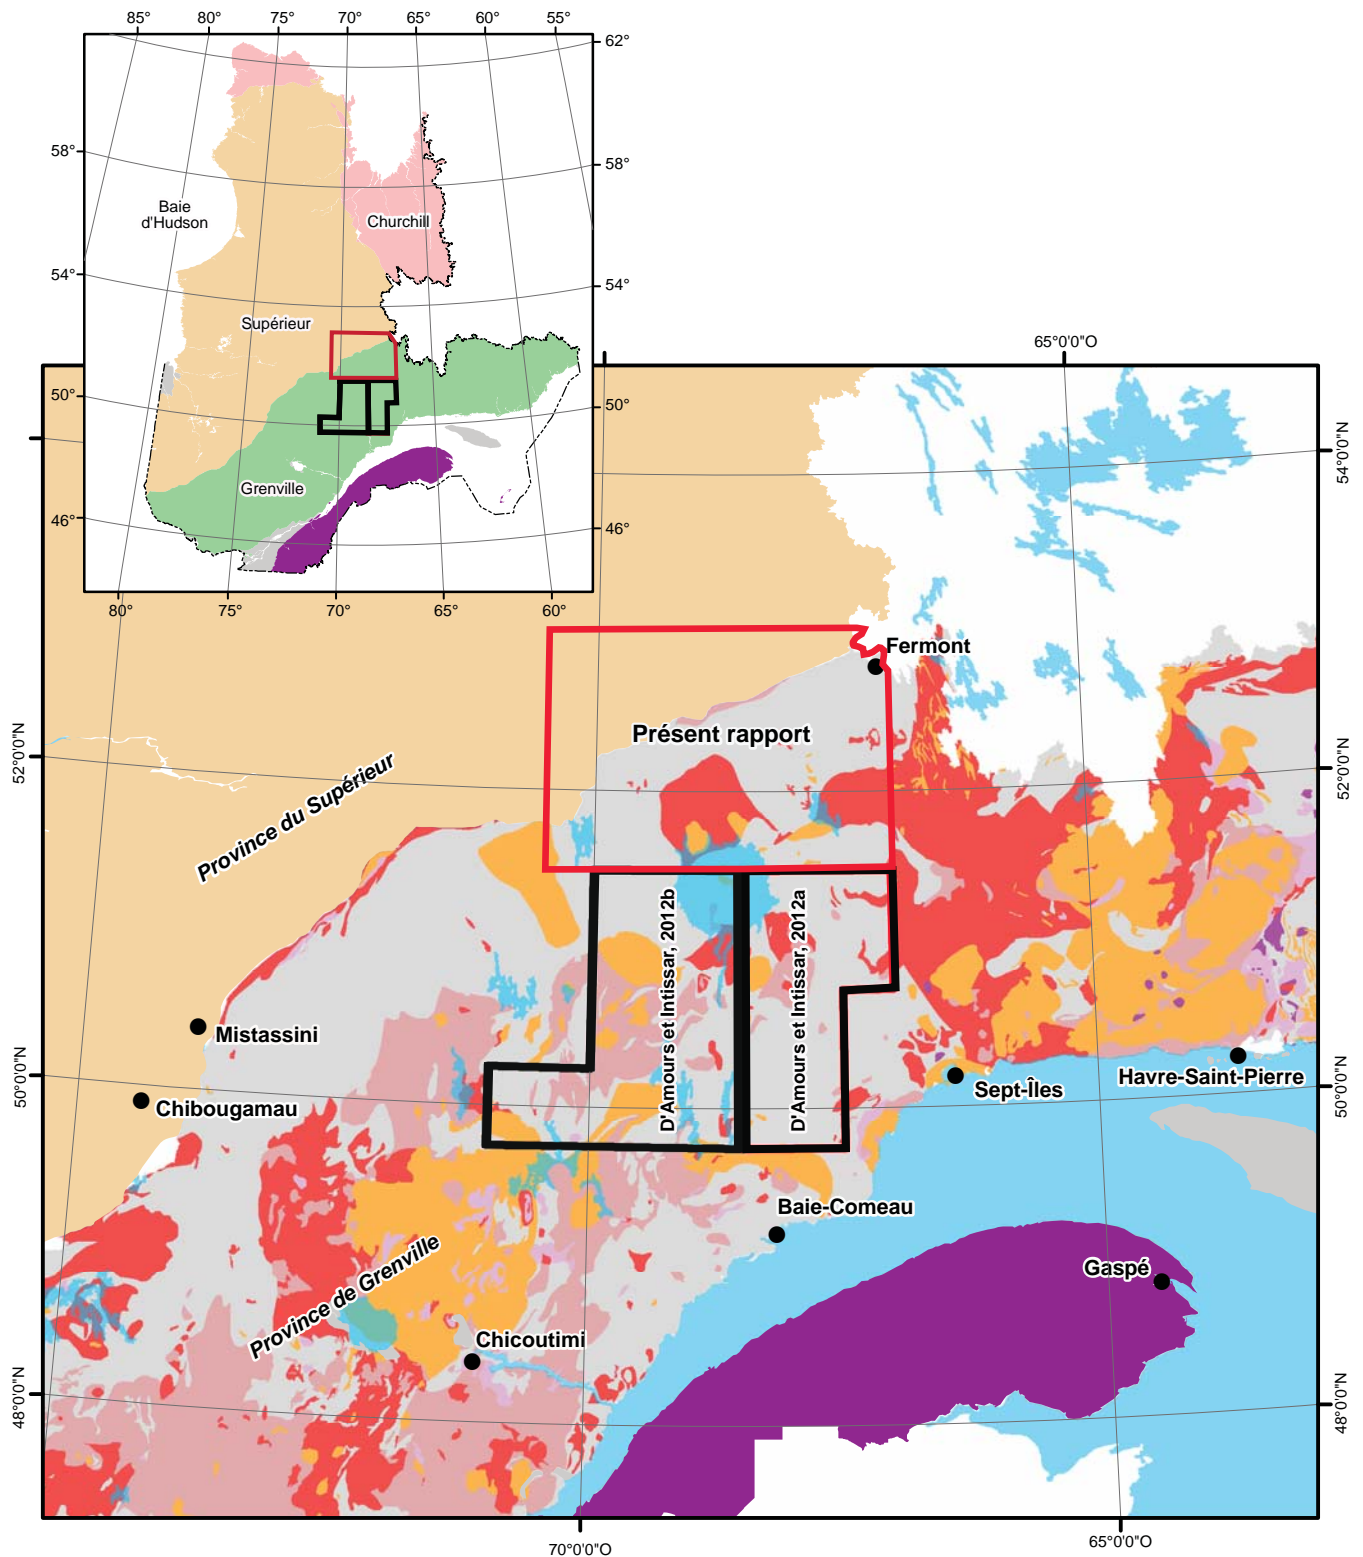 85° 80° 75° 70° 65° 60° 55°
62°
58°
58°
Baie
d'Hudson
Churchill
54°
54°
Supérieur
50°
50°
Grenville
46°
46°
80° 75° 70° 65° 60°
65°0'0"O
54°0'0"N
Fermont
Présent rapport
52°0'0"N
52°0'0"N
Province du Supérieur
D'Amours et Intissar, 2012b
D'Amours et Intissar, 2012a
Mistassini
50°0'0"N
50°0'0"N
Chibougamau
Sept-Îles
Havre-Saint-Pierre
Baie-Comeau
Province de Grenville
Gaspé
Chicoutimi
48°0'0"N
48°0'0"N
70°0'0"O
65°0'0"O